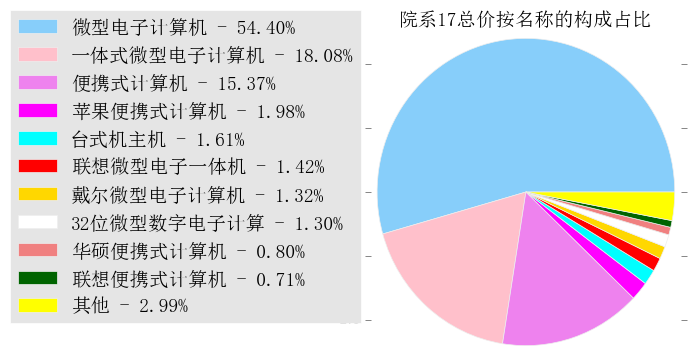 院系17总价按名称的构成占比
微型电子计算机 - 54.40%
一体式微型电子计算机 - 18.08%
便携式计算机 - 15.37%
苹果便携式计算机 - 1.98%
台式机主机 - 1.61%
联想微型电子一体机 - 1.42%
戴尔微型电子计算机 - 1.32%
32位微型数字电子计算 - 1.30%
华硕便携式计算机 - 0.80%
联想便携式计算机 - 0.71%
其他 - 2.99%